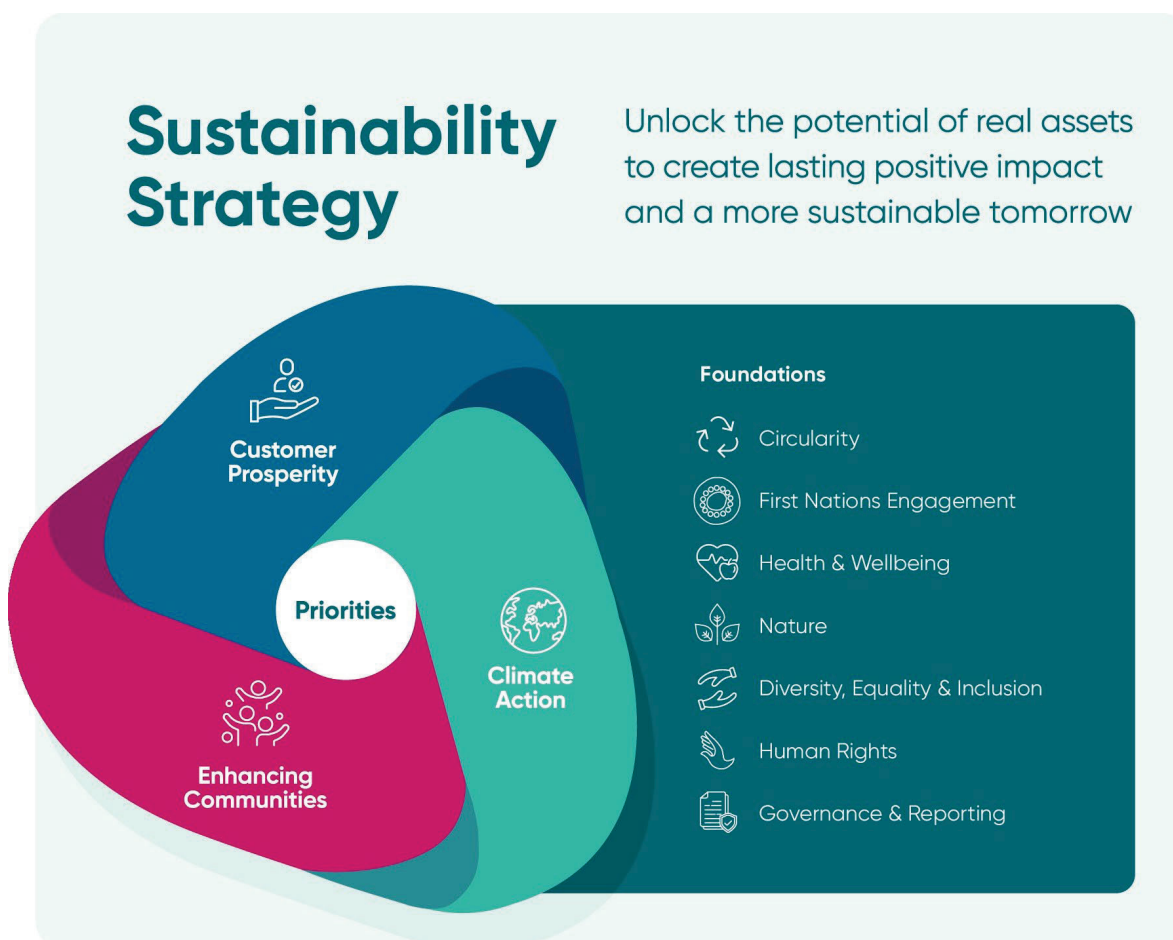 Sustainability
Strategy
Unlock the potential of real assets
to create lasting positive impact
and a more sustainable tomorrow
Customer
Prosperity
Priorities
Climate
Action
Enhancing
Communities
Foundations
Circularity
First Nations Engagement
Health & Wellbeing
Nature
Diversity, Equality & Inclusion
Human Rights
Governance & Reporting